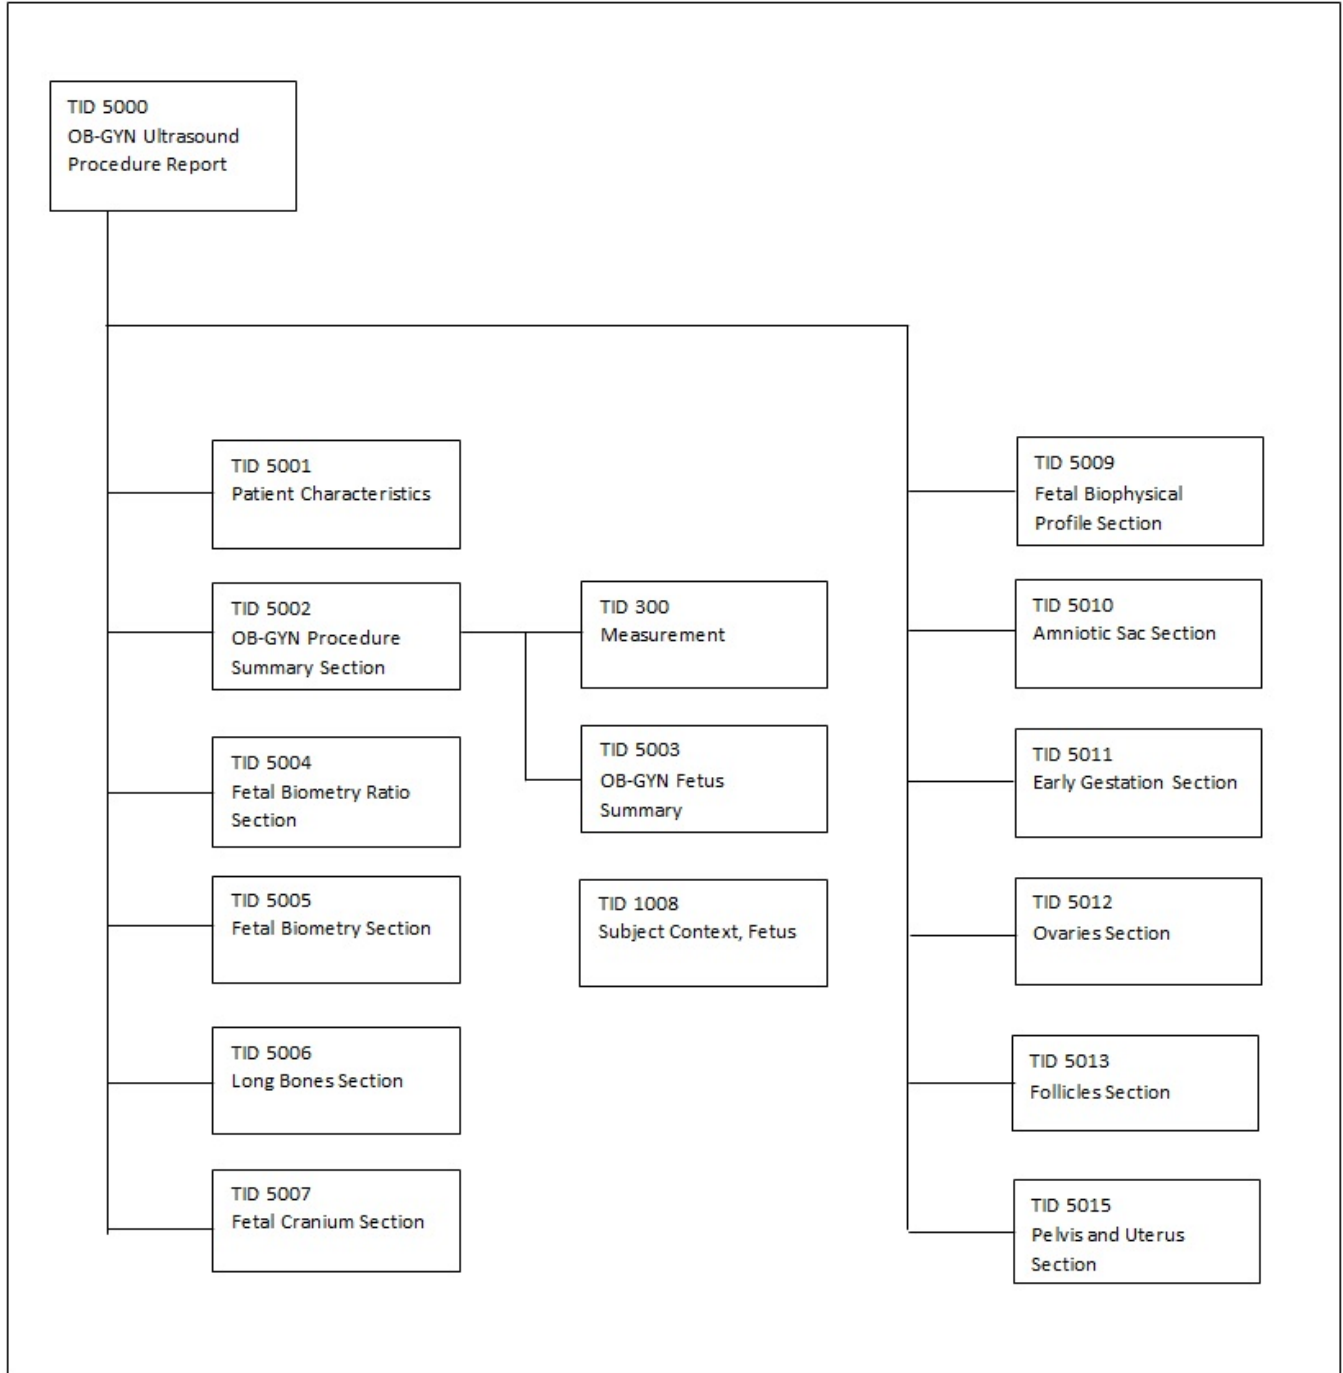 TID 5000
OB-GYN Ultrasound
Procedure Report
TID 5001
Patient Characteristics
TID 5002
OB-GYN Procedure
Summary Section
TID 5004
Fetal Biometry Ratio
Section
TID 5005
Fetal Biometry Section
TID 5006
Long Bones Section
TID 5007
Fetal Cranium Section
TID 300
Measurement
TID 5003
OB-GYN Fetus
Summary
TID 1008
Subject Context, Fetus
TID 5009
Fetal Biophysical
Profile Section
TID 5010
Amniotic Sac Section
TID 5011
Early Gestation Section
TID 5012
Ovaries Section
TID 5013
Follicles Section
TID 5015
Pelvis and Uterus
Section